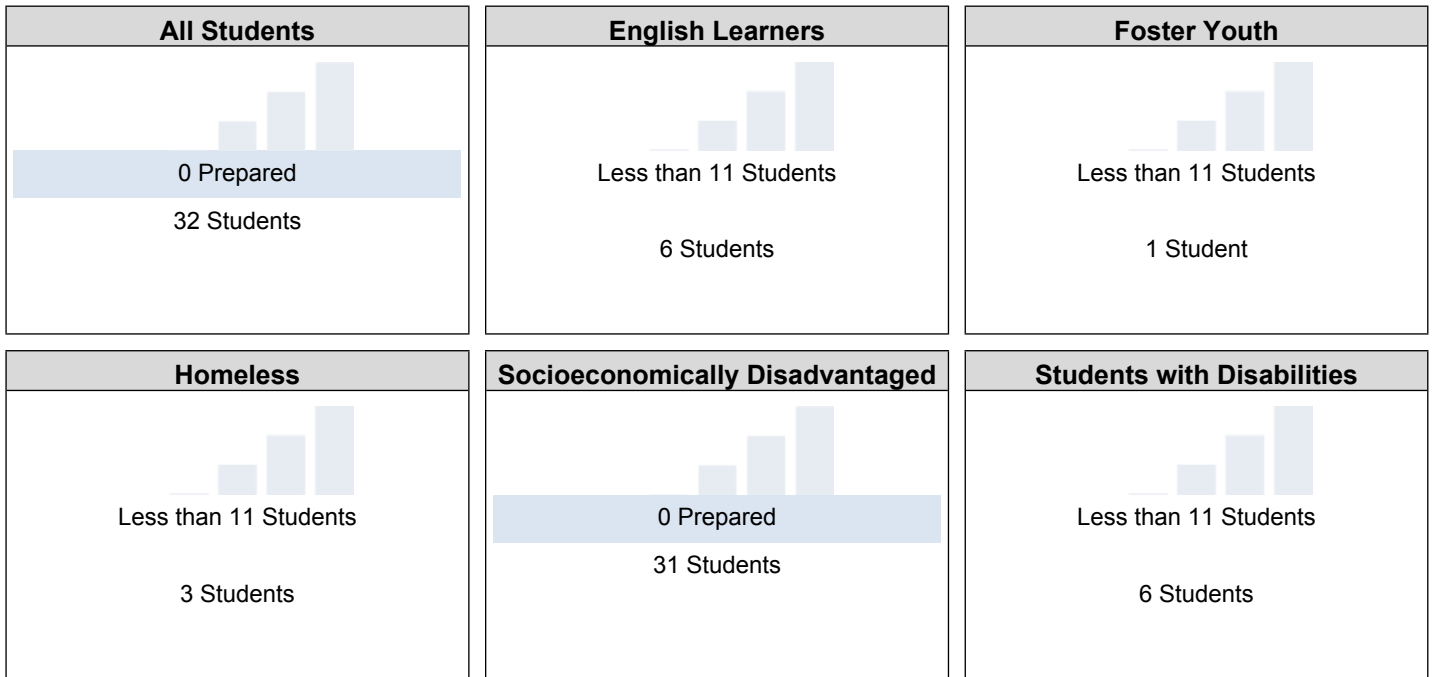 All Students
0 Prepared
32 Students
English Learners
Less than 11 Students
6 Students
Foster Youth
Less than 11 Students
1 Student
Homeless
Less than 11 Students
3 Students
Socioeconomically Disadvantaged
0 Prepared
31 Students
Students with Disabilities
Less than 11 Students
6 Students